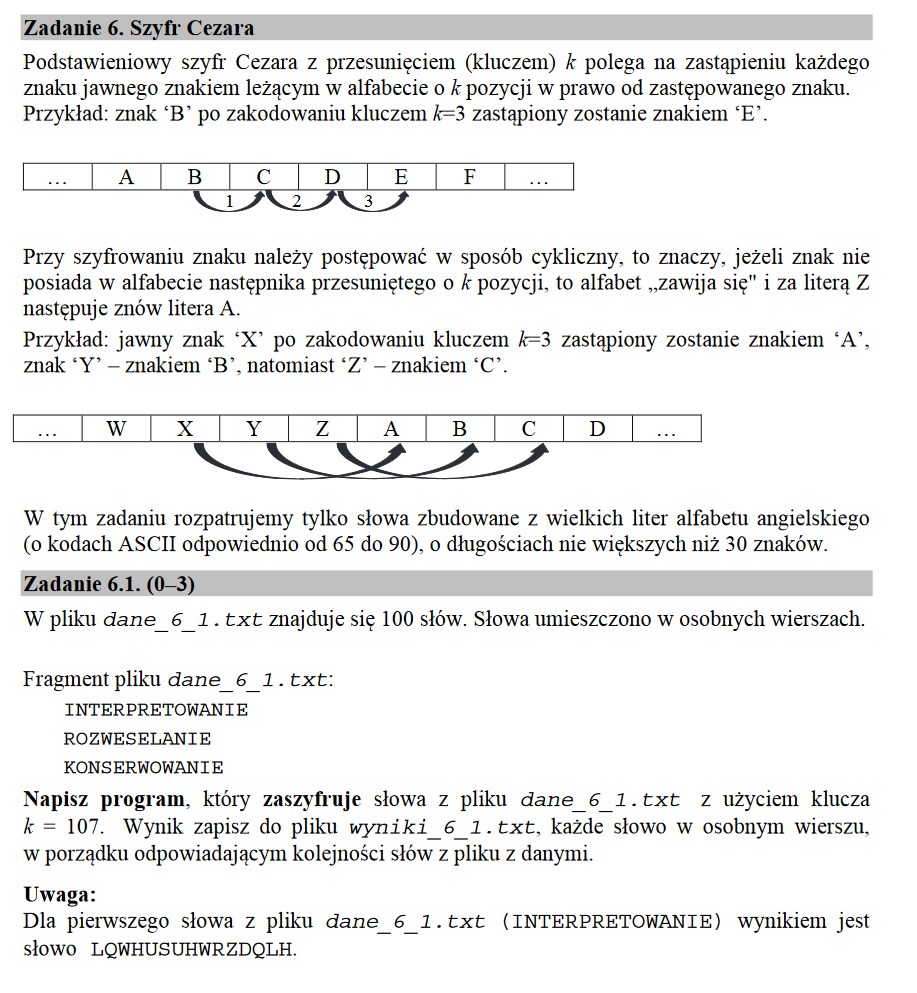 Zadanie 6. Szyfr Cezara
Podstawieniowy szyfr Cezara z przesunięciem (kluczem) k polega na zastąpieniu każdego
znaku jawnego znakiem leżącym w alfabecie o k pozycji w prawo od zastępowanego znaku.
Przykład: znak ‘B’ po zakodowaniu kluczem k=3 zastąpiony zostanie znakiem ‘E’.
… A B C D E F …
1 2 3
Przy szyfrowaniu znaku należy postępować w sposób cykliczny, to znaczy, jeżeli znak nie
posiada w alfabecie następnika przesuniętego o k pozycji, to alfabet „zawija się" i za literą Z
następuje znów litera A.
Przykład: jawny znak ‘X’ po zakodowaniu kluczem k=3 zastąpiony zostanie znakiem ‘A’,
znak ‘Y’ – znakiem ‘B’, natomiast ‘Z’ – znakiem ‘C’.
… W X Y Z A B C D …
W tym zadaniu rozpatrujemy tylko słowa zbudowane z wielkich liter alfabetu angielskiego
(o kodach ASCII odpowiednio od 65 do 90), o długościach nie większych niż 30 znaków.
Zadanie 6.1. (0–3)
W pliku dane_6_1.txt znajduje się 100 słów. Słowa umieszczono w osobnych wierszach.
Fragment pliku dane_6_1.txt:
INTERPRETOWANIE
ROZWESELANIE
KONSERWOWANIE
Napisz program, który zaszyfruje słowa z pliku dane_6_1.txt z użyciem klucza
k = 107. Wynik zapisz do pliku wyniki_6_1.txt, każde słowo w osobnym wierszu,
w porządku odpowiadającym kolejności słów z pliku z danymi.
Uwaga:
Dla pierwszego słowa z pliku dane_6_1.txt (INTERPRETOWANIE) wynikiem jest
słowo LQWHUSUHWRZDQLH.